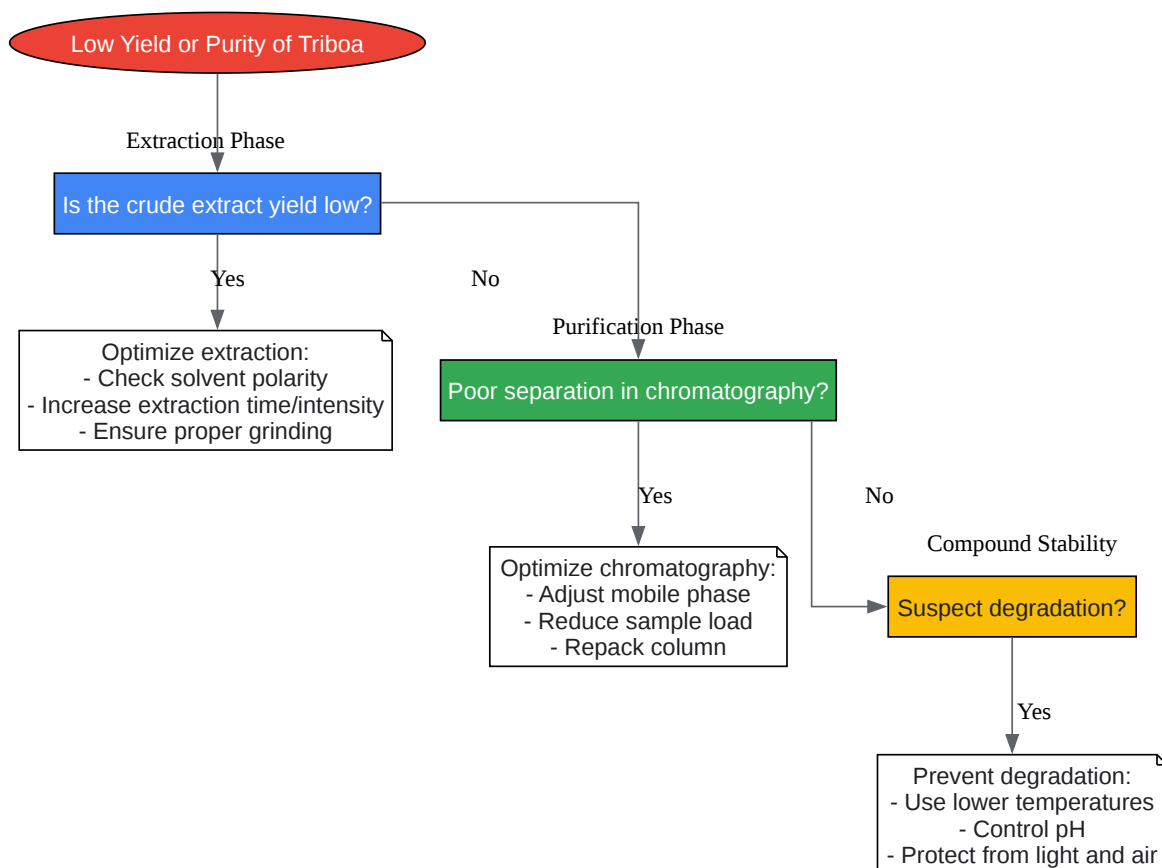 Low Yield or Purity of Triboa
Extraction Phase
Is the crude extract yield low?
Yes
No
Optimize extraction:
- Check solvent polarity
- Increase extraction time/intensity
- Ensure proper grinding
Purification Phase
Poor separation in chromatography?
Yes
No
Optimize chromatography:
- Adjust mobile phase
- Reduce sample load
- Repack column
Compound Stability
Suspect degradation?
Yes
Prevent degradation:
- Use lower temperatures
- Control pH
- Protect from light and air